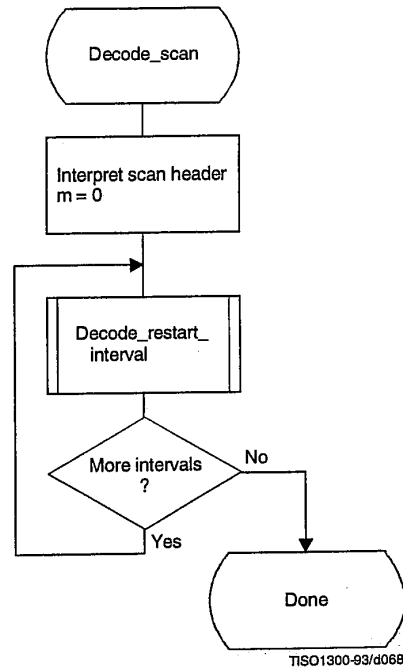 Decode_scan
Interpret scan header
m = 0
Decode_restart_
interval
More intervals
?
No
Yes
Done
TISO1300-93/d068